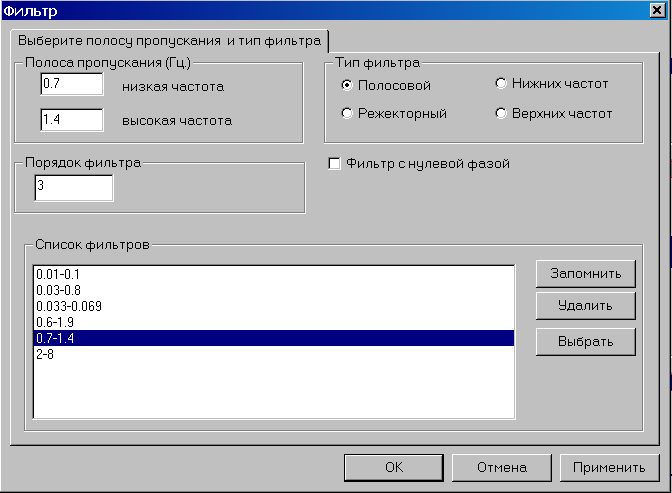 Фильтр
Выберите полосу пропускания и тип фильтра
Полоса пропускания (Гц.)
0.7 низкая частота
1.4 высокая частота
Тип фильтра
Полосовой Нижних частот
Режекторный Верхних частот
Порядок фильтра
3
Фильтр с нулевой фазой
Список фильтров
0.01-0.1
0.03-0.8
0.033-0.069
0.6-1.9
0.7-1.4
2-8
Запомнить
Удалить
Выбрать
OK Отмена Применить